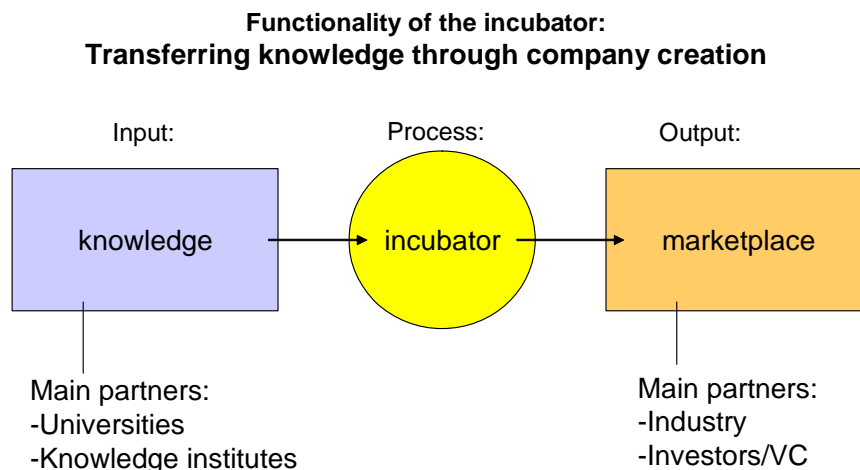 Functionality of the incubator:
Transferring knowledge through company creation
Input:
Process:
Output:
knowledge
incubator
marketplace
Main partners:
-Universities
-Knowledge institutes
Main partners:
-Industry
-Investors/VC